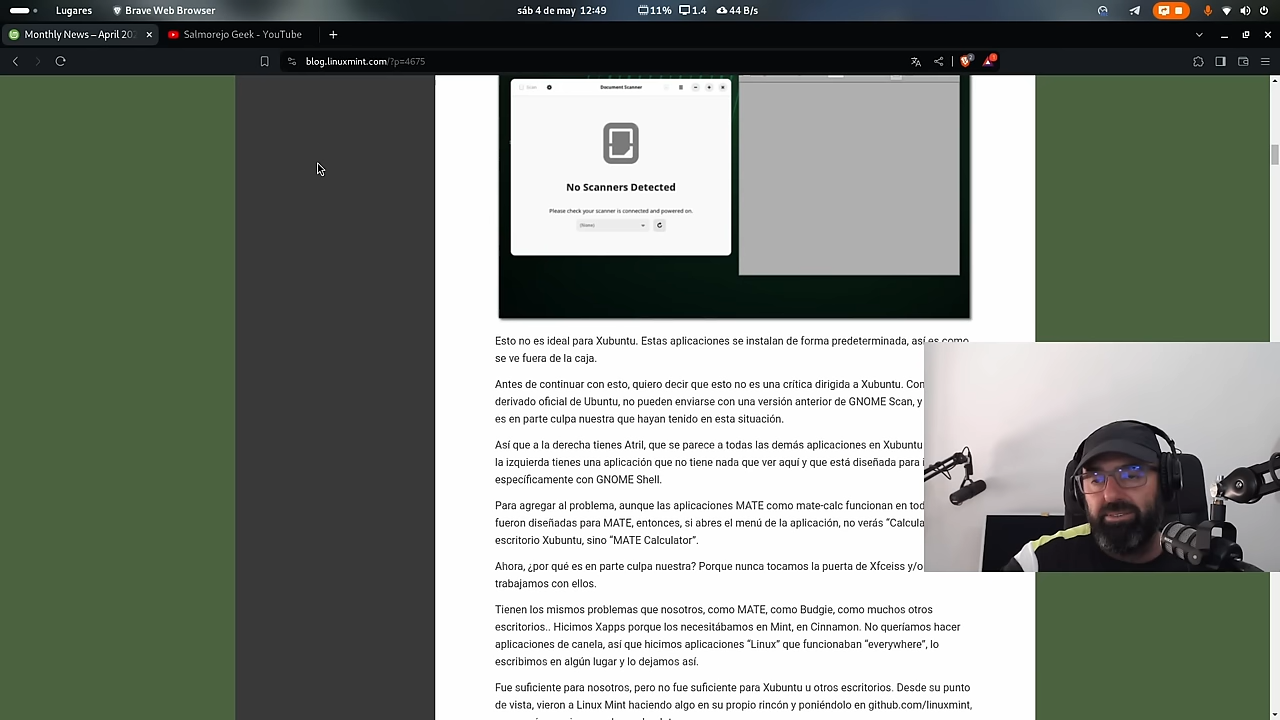 Lugares
Brave Web Browser
sáb 4 de may 12:49
11%
1.4
44 B/s
Monthly News – April 202
Salmorejo Geek - YouTube
blog.linuxmint.com/?p=4675
Scan
Document Scanner
No Scanners Detected
Please check your scanner is connected and powered on.
(None)
Esto no es ideal para Xubuntu. Estas aplicaciones se instalan de forma predeterminada, así es como
se ve fuera de la caja.
Antes de continuar con esto, quiero decir que esto no es una crítica dirigida a Xubuntu. Com
derivado oficial de Ubuntu, no pueden enviarse con una versión anterior de GNOME Scan, y
es en parte culpa nuestra que hayan tenido en esta situación.
Así que a la derecha tienes Atril, que se parece a todas las demás aplicaciones en Xubuntu
la izquierda tienes una aplicación que no tiene nada que ver aquí y que está diseñada para
específicamente con GNOME Shell.
Para agregar al problema, aunque las aplicaciones MATE como mate-calc funcionan en tod
fueron diseñadas para MATE, entonces, si abres el menú de la aplicación, no verás “Calcula
escritorio Xubuntu, sino “MATE Calculator”.
Ahora, ¿por qué es en parte culpa nuestra? Porque nunca tocamos la puerta de Xfceiss y/o
trabajamos con ellos.
Tienen los mismos problemas que nosotros, como MATE, como Budgie, como muchos otros
escritorios.. Hicimos Xapps porque los necesitábamos en Mint, en Cinnamon. No queríamos hacer
aplicaciones de canela, así que hicimos aplicaciones “Linux” que funcionaban “everywhere”, lo
escribimos en algún lugar y lo dejamos así.
Fue suficiente para nosotros, pero no fue suficiente para Xubuntu u otros escritorios. Desde su punto
de vista, vieron a Linux Mint haciendo algo en su propio rincón y poniéndolo en github.com/linuxmint,